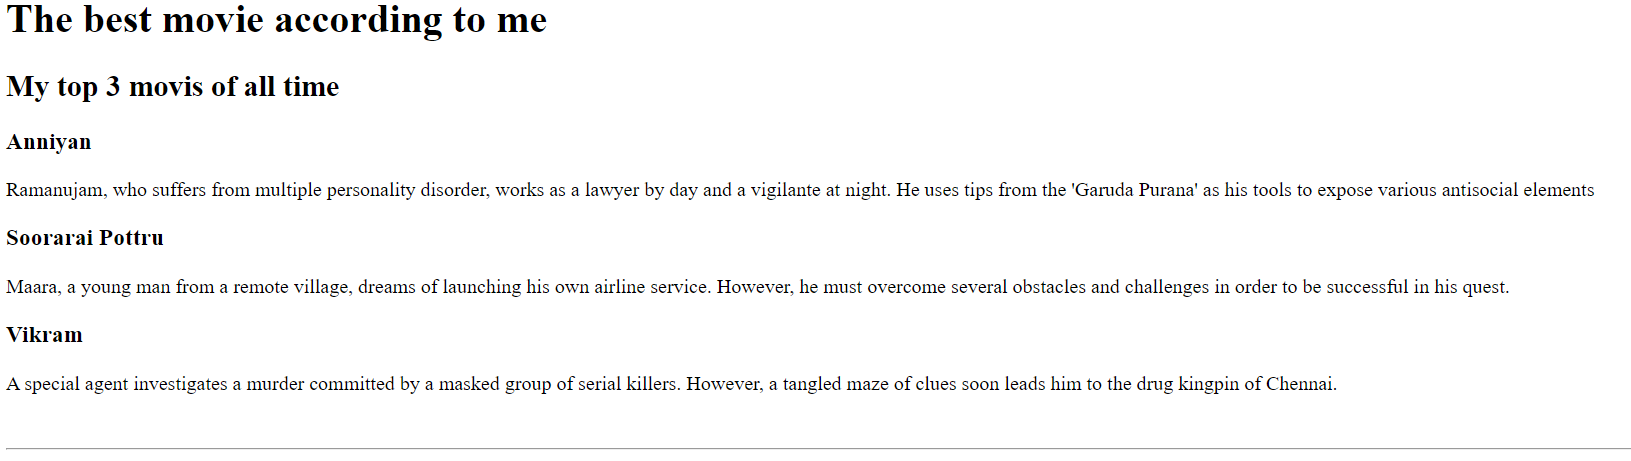 The best movie according to me
My top 3 movis of all time
Anniyan
Ramanujam, who suffers from multiple personality disorder, works as a lawyer by day and a vigilante at night. He uses tips from the 'Garuda Purana' as his tools to expose various antisocial elements
Soorarai Pottru
Maara, a young man from a remote village, dreams of launching his own airline service. However, he must overcome several obstacles and challenges in order to be successful in his quest.
Vikram
A special agent investigates a murder committed by a masked group of serial killers. However, a tangled maze of clues soon leads him to the drug kingpin of Chennai.